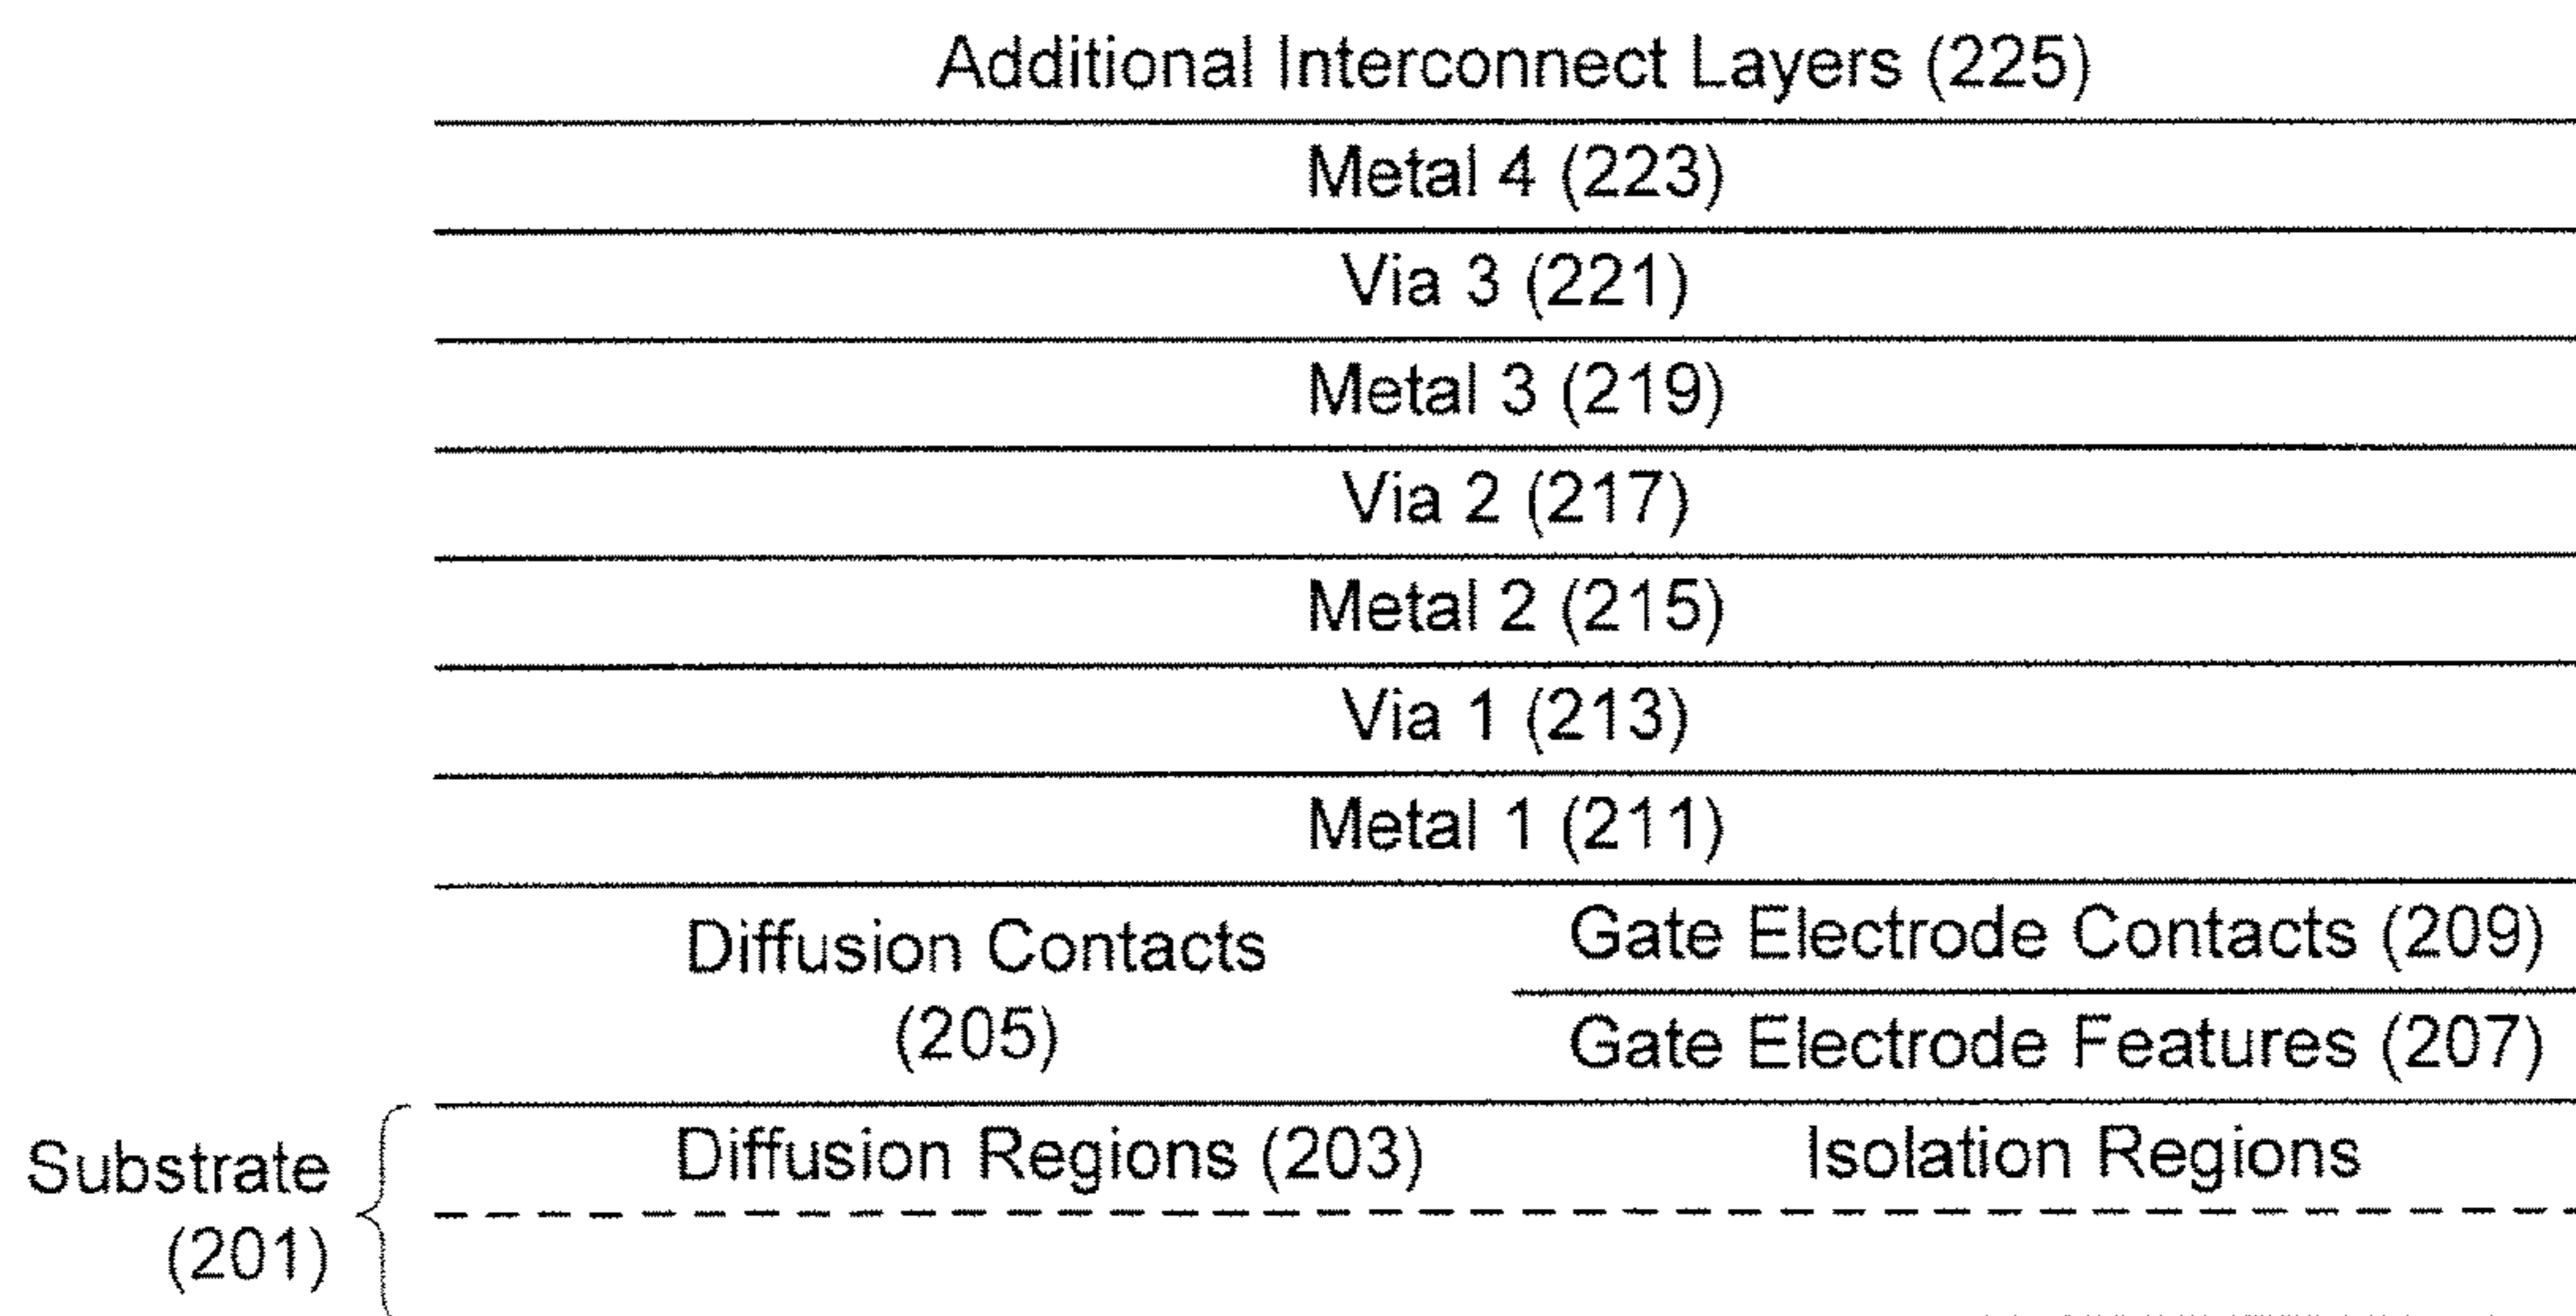 Additional Interconnect Layers (225)
Metal 4 (223)
Via 3 (221)
Metal 3 (219)
Via 2 (217)
Metal 2 (215)
Via 1 (213)
Metal 1 (211)
Diffusion Contacts
(205)
Gate Electrode Contacts (209)
Gate Electrode Features (207)
Substrate
(201)
Diffusion Regions (203)
Isolation Regions